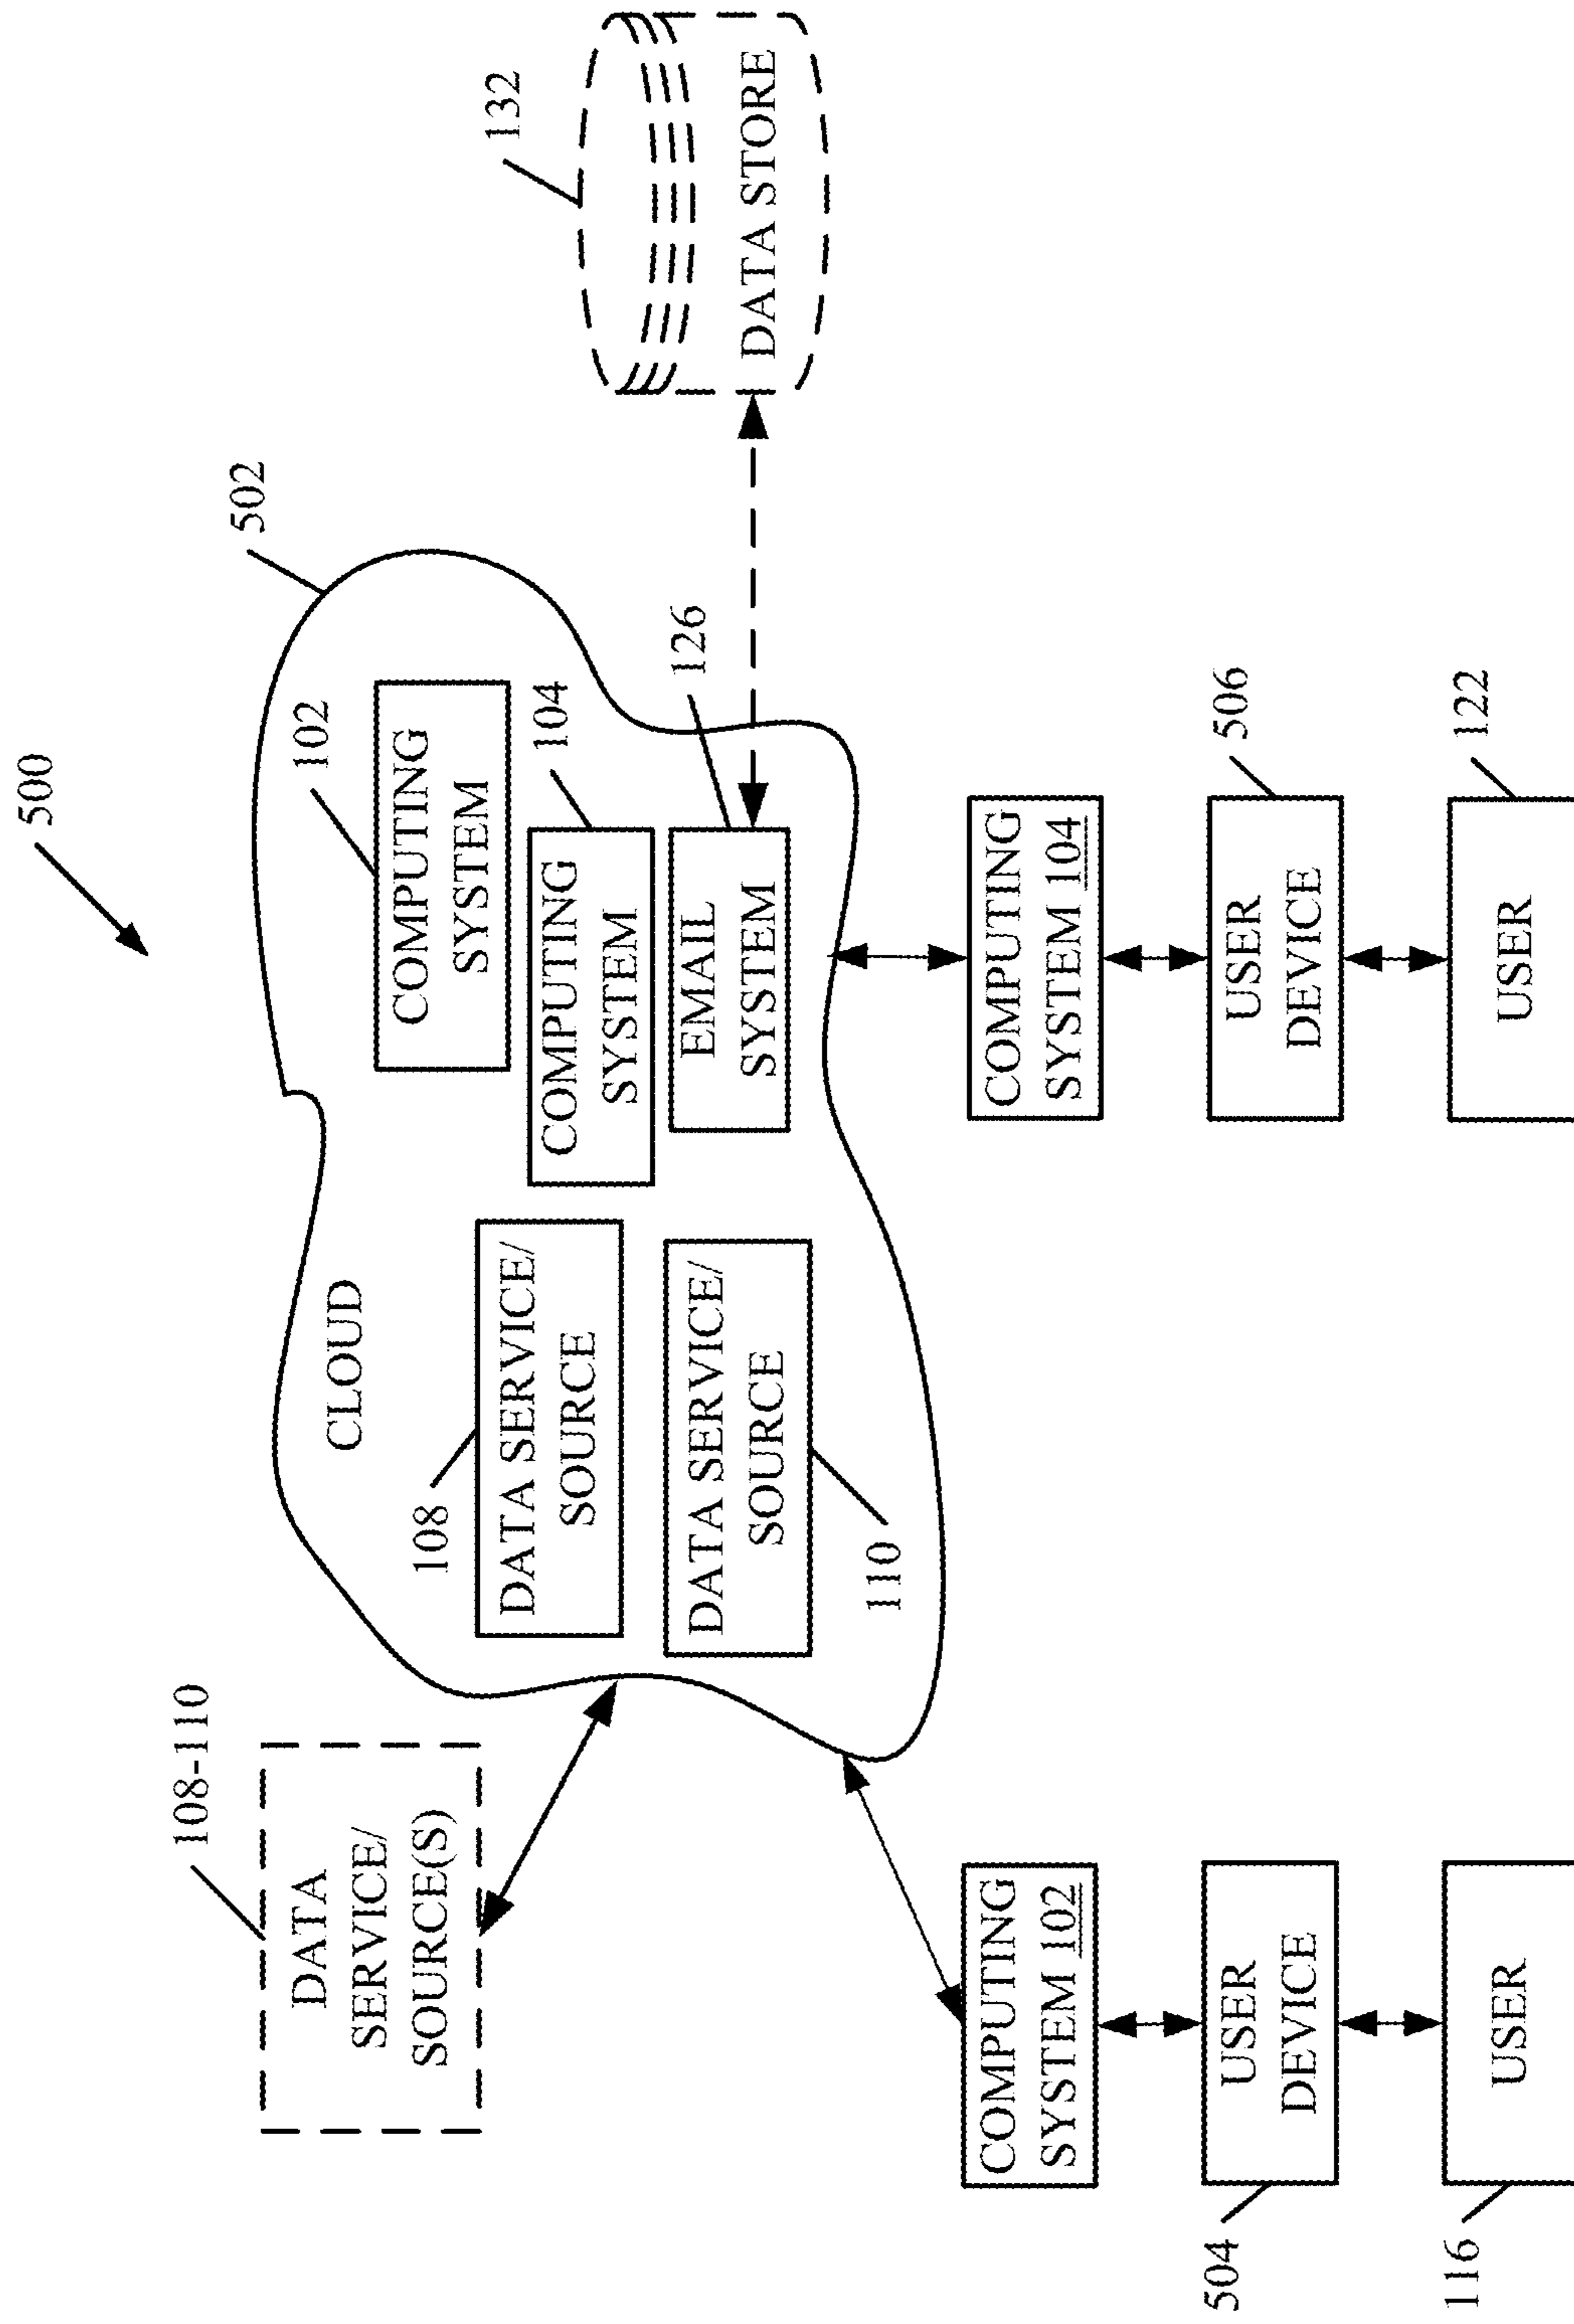 500
502
132
DATA STORE
108-110
DATA
SERVICE/
SOURCE(S)
CLOUD
102
COMPUTING
SYSTEM
104
COMPUTING
SYSTEM
126
EMAIL
SYSTEM
108
DATA SERVICE/
SOURCE
DATA SERVICE/
SOURCE
110
COMPUTING
SYSTEM 102
USER
DEVICE
504
USER
116
COMPUTING
SYSTEM 104
506
USER
DEVICE
122
USER